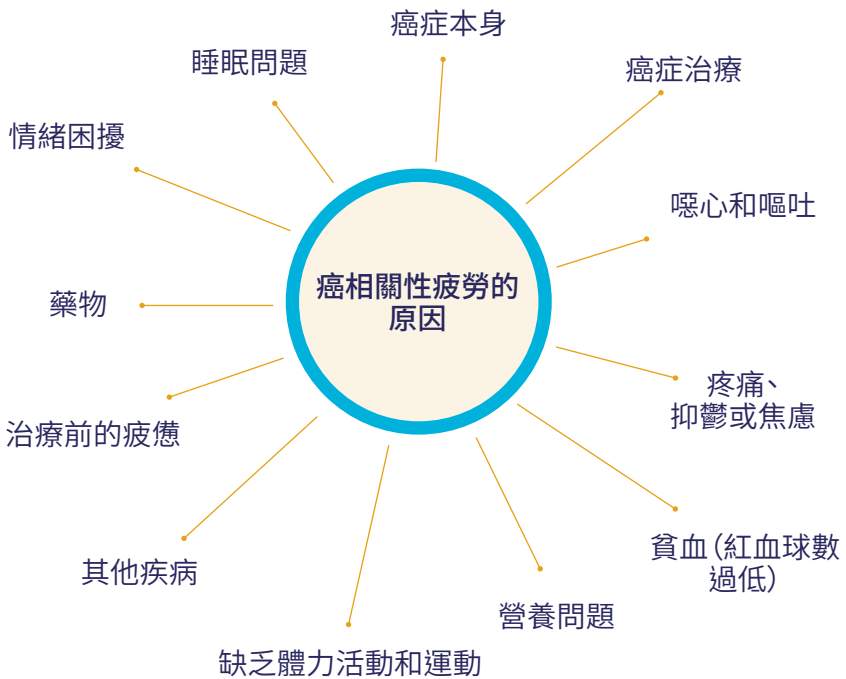 癌症本身
睡眠問題
癌症治療
情緒困擾
噁心和嘔吐
癌相關性疲勞的
原因
藥物
疼痛、
抑鬱或焦慮
治療前的疲憊
貧血(紅血球數
過低)
其他疾病
營養問題
缺乏體力活動和運動